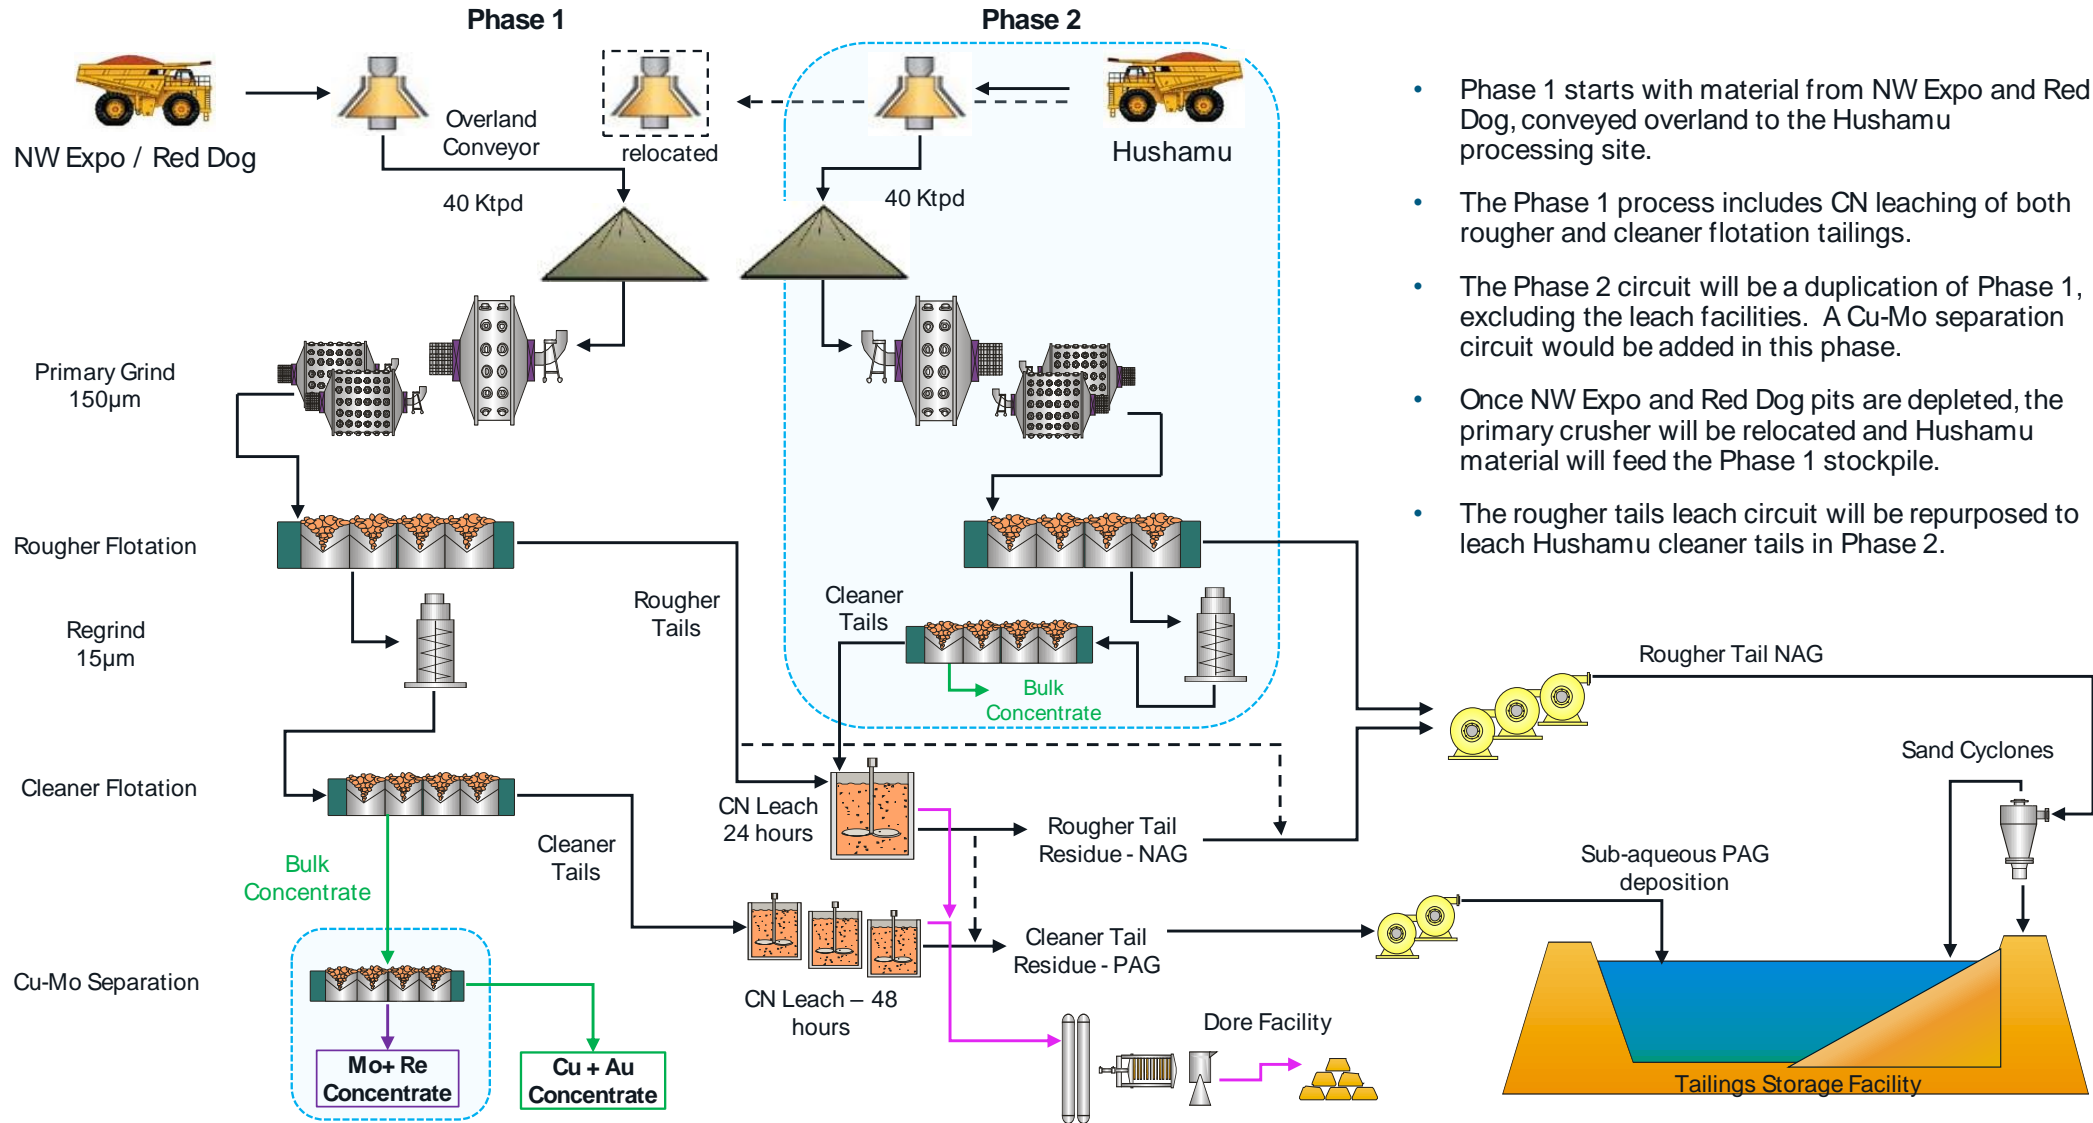 Phase 1
Phase 2
NW Expo / Red Dog
Overland
Conveyor
relocated
Hushamu
40 Ktpd
40 Ktpd
Primary Grind
150µm
Rougher Flotation
Rougher
Tails
Cleaner
Tails
Regrind
15µm
Bulk
Concentrate
Cleaner Flotation
CN Leach
24 hours
Rougher Tail
Residue - NAG
Cleaner
Tails
Bulk
Concentrate
Cleaner Tail
Residue - PAG
CN Leach – 48
hours
Cu-Mo Separation
Mo+ Re
Concentrate
Cu + Au
Concentrate
Dore Facility
• Phase 1 starts with material from NW Expo and Red
Dog, conveyed overland to the Hushamu
processing site.
• The Phase 1 process includes CN leaching of both
rougher and cleaner flotation tailings.
• The Phase 2 circuit will be a duplication of Phase 1,
excluding the leach facilities. A Cu-Mo separation
circuit would be added in this phase.
• Once NW Expo and Red Dog pits are depleted, the
primary crusher will be relocated and Hushamu
material will feed the Phase 1 stockpile.
• The rougher tails leach circuit will be repurposed to
leach Hushamu cleaner tails in Phase 2.
Rougher Tail NAG
Sand Cyclones
Sub-aqueous PAG
deposition
Tailings Storage Facility